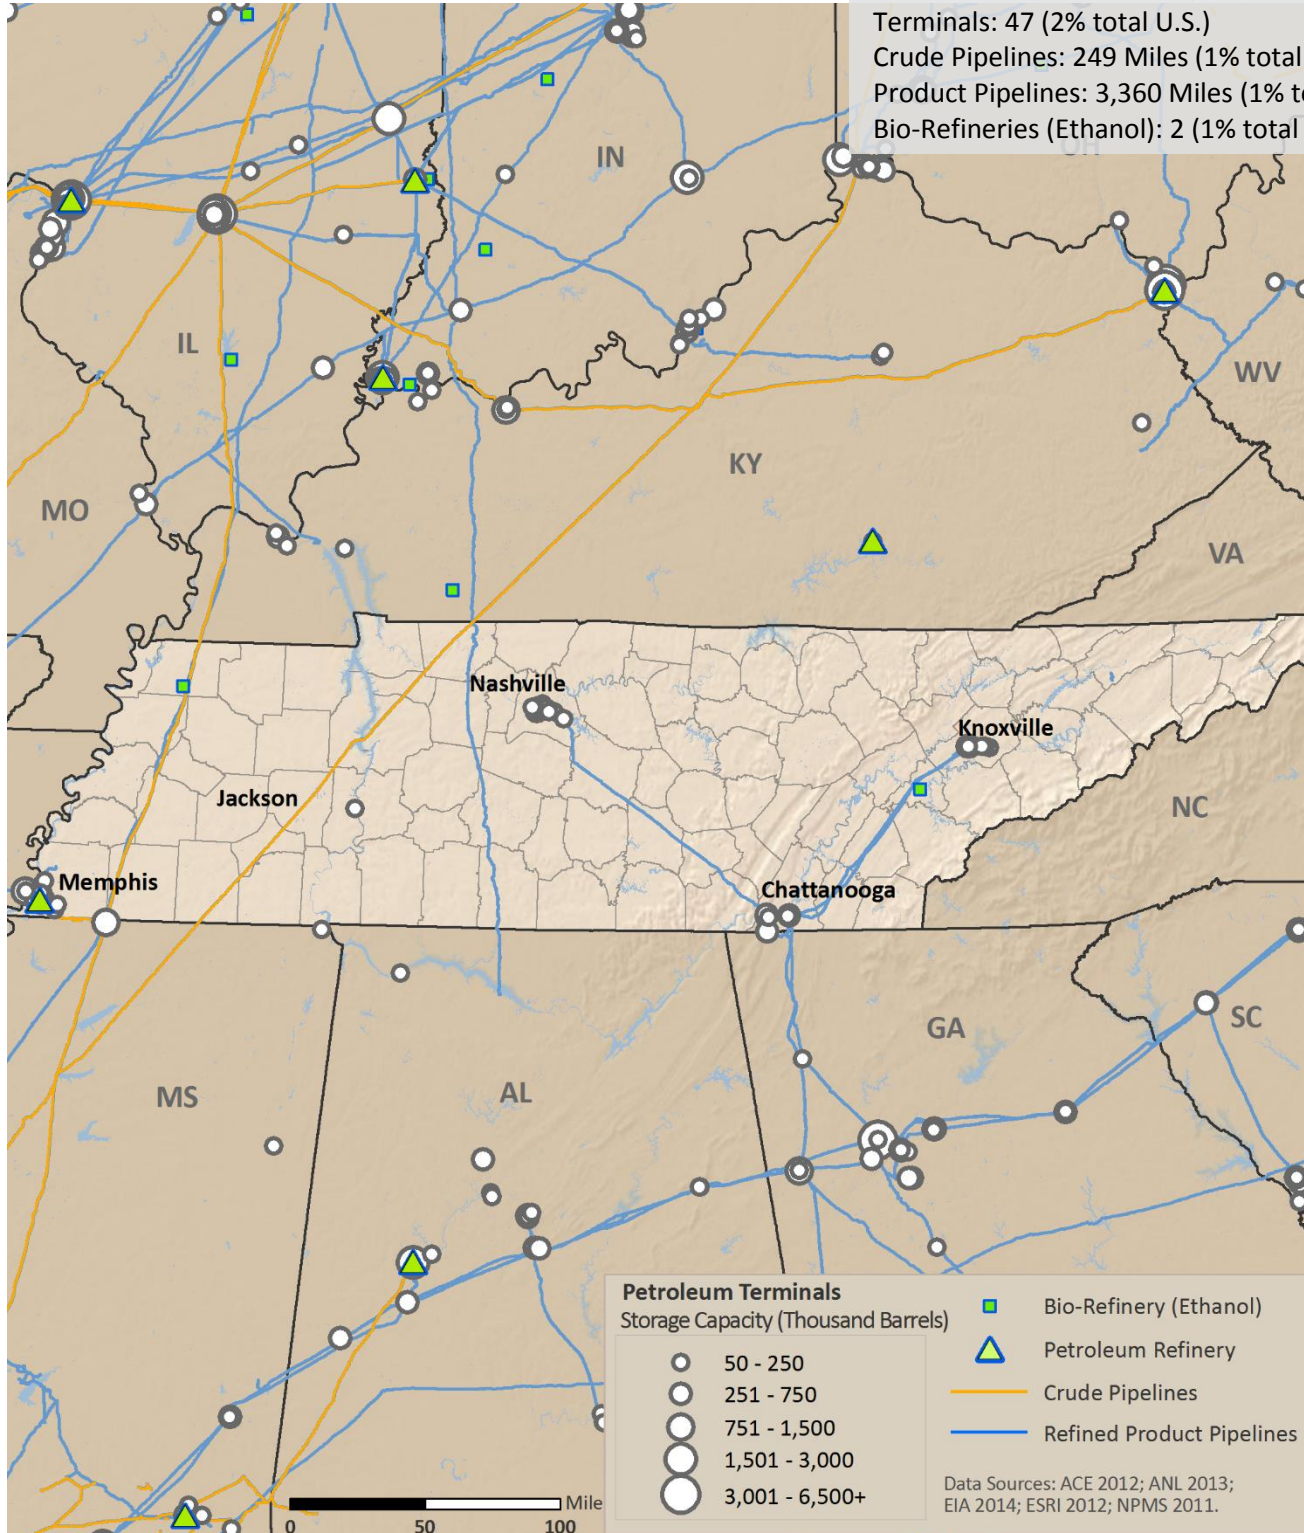 Terminals: 47 (2% total U.S.)
Crude Pipelines: 249 Miles (1% total
Product Pipelines: 3,360 Miles (1%
Bio-Refineries (Ethanol): 2 (1% total
IN
OH
IL
WV
KY
MO
VA
Nashville
Knoxville
Jackson
NC
Memphis
Chattanooga
GA
SC
MS
AL
Petroleum Terminals
Storage Capacity (Thousand Barrels)
50 - 250
251 - 750
751 - 1,500
1,501 - 3,000
3,001 - 6,500+
Bio-Refinery (Ethanol)
Petroleum Refinery
Crude Pipelines
Refined Product Pipelines
Data Sources: ACE 2012; ANL 2013;
EIA 2014; ESRI 2012; NPMS 2011.
Mile
0 50 100